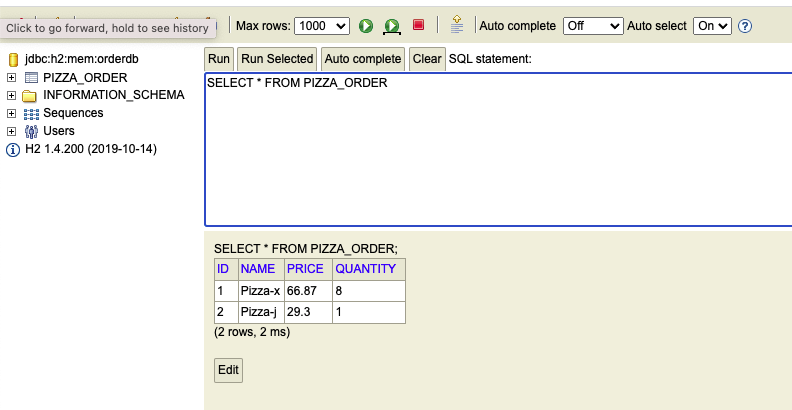 Click to go forward, hold to see history
Max rows: 1000
Auto complete Off Auto select On
jdbc:h2:mem:orderdb
PIZZA_ORDER
INFORMATION_SCHEMA
Sequences
Users
H2 1.4.200 (2019-10-14)
Run Run Selected Auto complete Clear SQL statement:
SELECT * FROM PIZZA_ORDER
SELECT * FROM PIZZA_ORDER;
ID NAME PRICE QUANTITY
1 Pizza-x 66.87 8
2 Pizza-j 29.3 1
(2 rows, 2 ms)
Edit